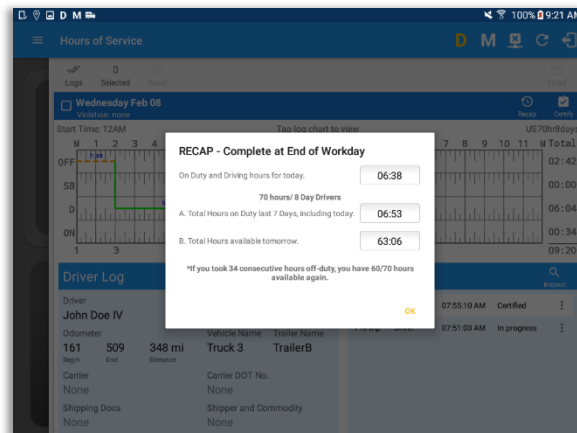 D M 100% 9:21 AM
Hours of Service D M
Logs 0 Selected Reset Email
Wednesday Feb 08
Violation: none Recap Certify
Start Time: 12AM Tap log chart to view US70hr8days
M 1 2 3 4 7 8 9 10 11 M Total
OFF 02:42
SB 00:00
D 06:04
ON 00:34
1 3 09:20
RECAP - Complete at End of Workday
On Duty and Driving hours for today. 06:38
70 hours/ 8 Day Drivers
A. Total Hours on Duty last 7 Days, including today. 06:53
B. Total Hours available tomorrow. 63:06
*If you took 34 consecutive hours off-duty, you have 60/70 hours
available again.
OK
Driver Log Inspect
Driver
John Doe IV
07:55:10 AM Certified
07:51:03 AM In progress
Odometer Vehicle Name Trailer Name
161 509 348 mi Truck 3 TrailerB
Begin End Distance
Carrier Carrier DOT No.
None None
Shipping Docs Shipper and Commodity
None None